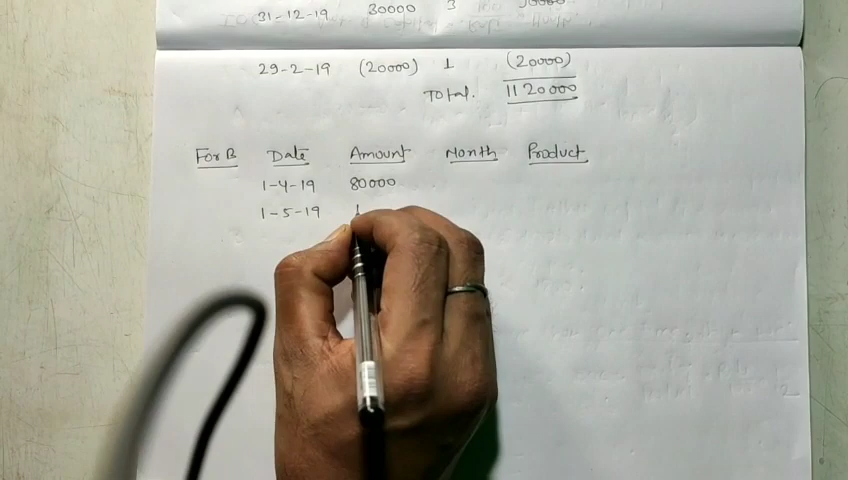 31-12-19 30000 3
29-2-19 (20000) 1 (20000)
Total. 1120000
For B Date Amount Month Product
1-4-19 80000
1-5-19 1